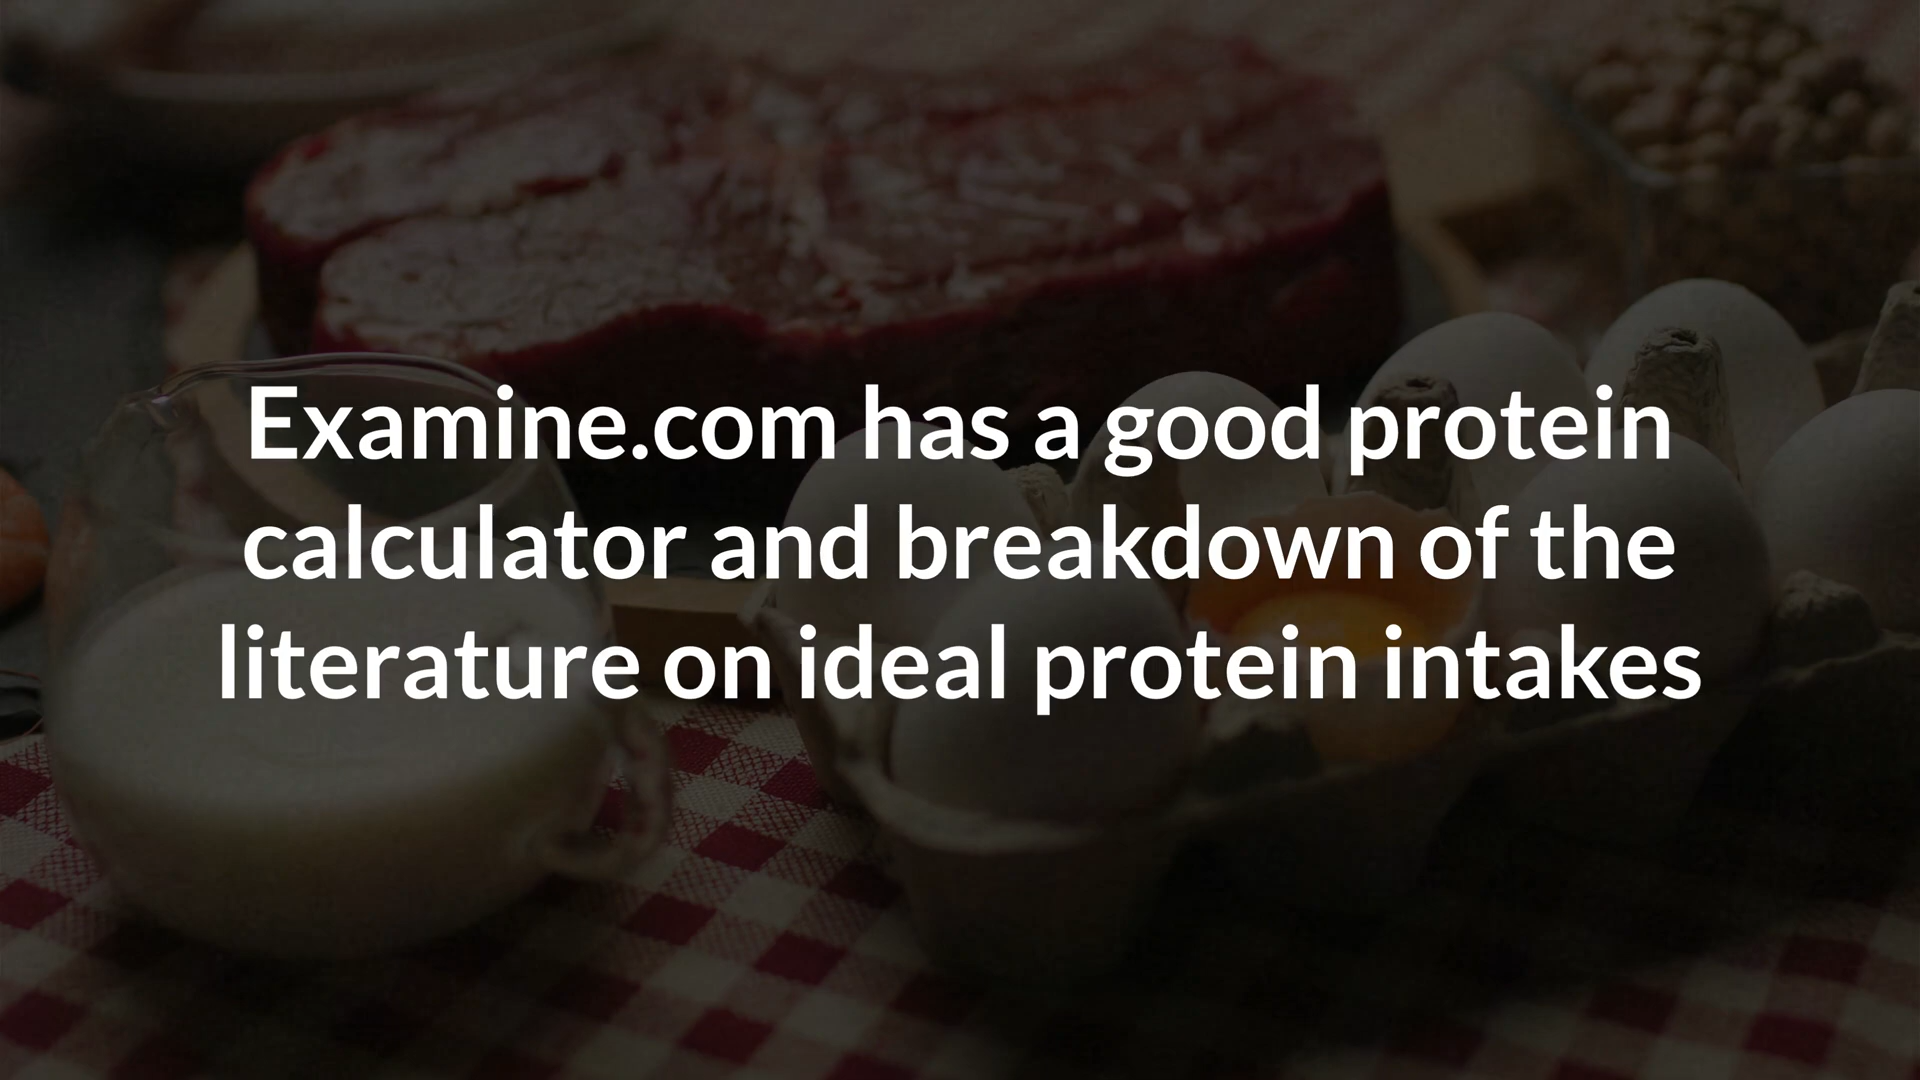 Examine.com has a good protein
calculator and breakdown of the
literature on ideal protein intakes